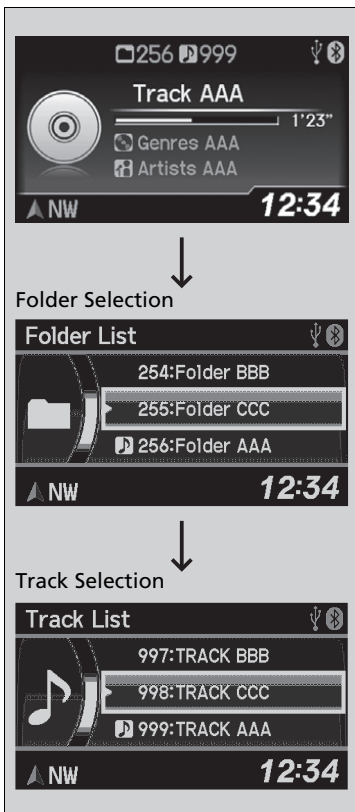 256 999
Track AAA
1'23"
Genres AAA
Artists AAA
NW 12:34
Folder Selection
Folder List
254:Folder BBB
255:Folder CCC
256:Folder AAA
NW 12:34
Track Selection
Track List
997:TRACK BBB
998:TRACK CCC
999:TRACK AAA
NW 12:34